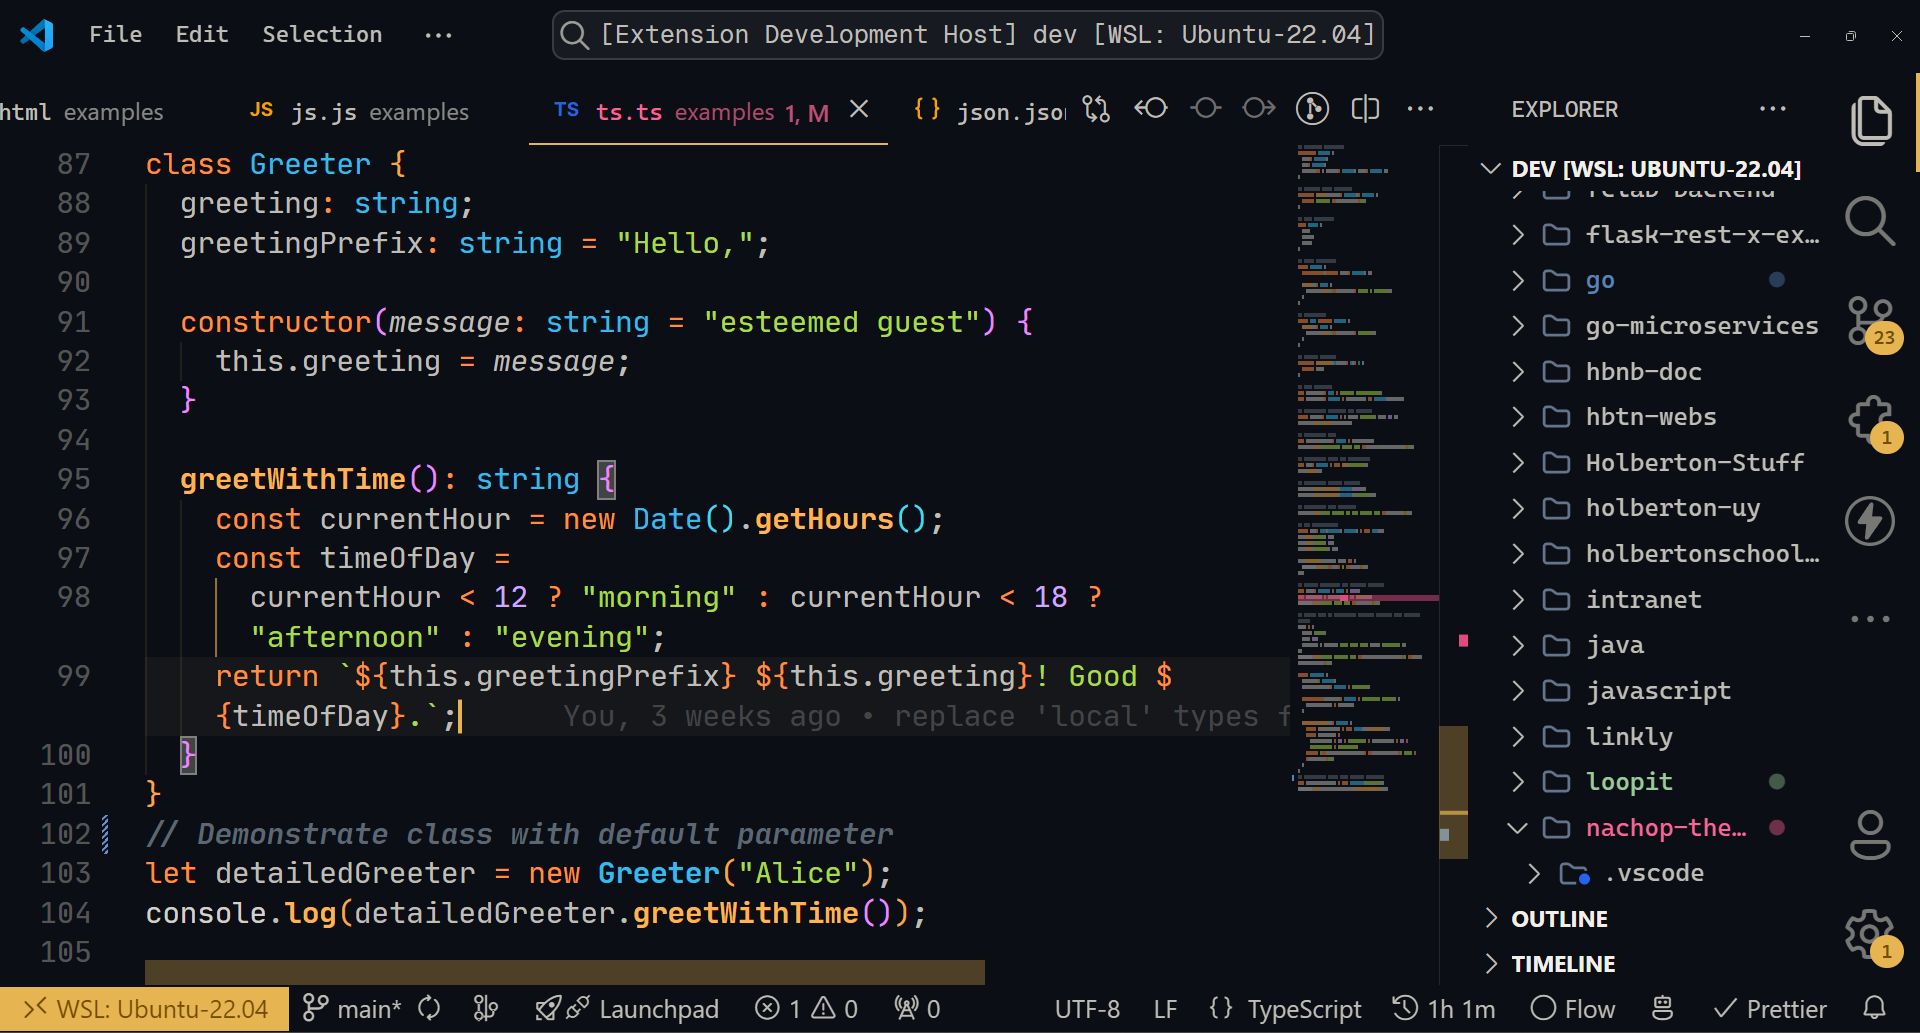 File Edit Selection ··· [Extension Development Host] dev [WSL: Ubuntu-22.04]
html examples JS js.js examples TS ts.ts examples 1, M {} json.jso
87 class Greeter {
88 greeting: string;
89 greetingPrefix: string = "Hello,";
90
91 constructor(message: string = "esteemed guest") {
92 this.greeting = message;
93 }
94
95 greetWithTime(): string {
96 const currentHour = new Date().getHours();
97 const timeOfDay =
98 currentHour < 12 ? "morning" : currentHour < 18 ?
"afternoon" : "evening";
99 return `${this.greetingPrefix} ${this.greeting}! Good $
{timeOfDay}.`; You, 3 weeks ago • replace 'local' types f
100 }
101 }
102 // Demonstrate class with default parameter
103 let detailedGreeter = new Greeter("Alice");
104 console.log(detailedGreeter.greetWithTime());
105
EXPLORER
DEV [WSL: UBUNTU-22.04]
flask-rest-x-ex…
go
go-microservices
hbnb-doc
hbtn-webs
Holberton-Stuff
holberton-uy
holbertonschool…
intranet
java
javascript
linkly
loopit
nachop-the…
.vscode
OUTLINE
TIMELINE
23
1
1
WSL: Ubuntu-22.04 main* Launchpad 1 0 0 UTF-8 LF {} TypeScript 1h 1m Flow Prettier